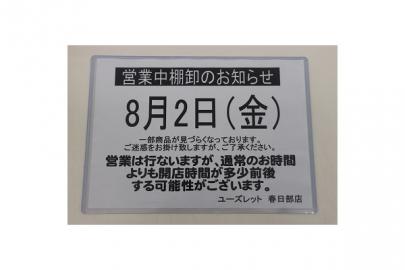 営業中棚卸のお知らせ
8月2日(金)
一部商品が見づらくなっております。
ご迷惑をお掛け致しますが、ご了承ください。
営業は行ないますが、通常のお時間
よりも開店時間が多少前後
する可能性がございます。
ユーズレット 春日部店